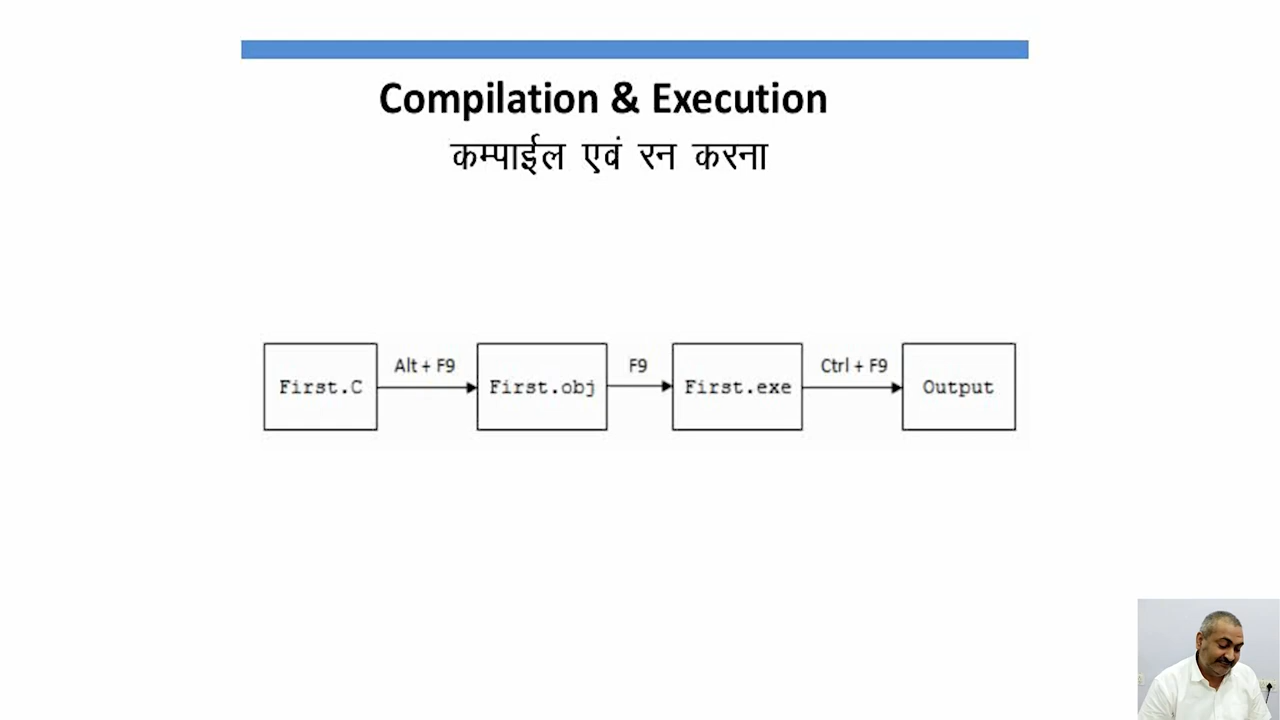 Compilation & Execution
कम्पाईल एवं रन करना
Alt + F9 F9 Ctrl + F9
First.C First.obj First.exe Output